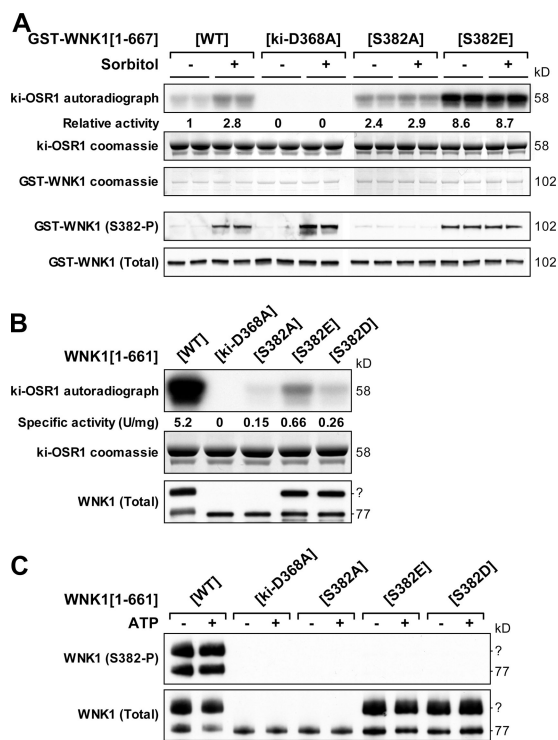 A
GST-WNK1[1-667] [WT] [ki-D368A] [S382A] [S382E]
Sorbitol - + - + - + - +
kD
ki-OSR1 autoradiograph 58
Relative activity 1 2.8 0 0 2.4 2.9 8.6 8.7
ki-OSR1 coomassie 58
GST-WNK1 coomassie 102
GST-WNK1 (S382-P) 102
GST-WNK1 (Total) 102
B
WNK1[1-661] [WT] [ki-D368A] [S382A] [S382E] [S382D]
kD
ki-OSR1 autoradiograph 58
Specific activity (U/mg) 5.2 0 0.15 0.66 0.26
ki-OSR1 coomassie 58
WNK1 (Total) ?
77
C
WNK1[1-661] [WT] [ki-D368A] [S382A] [S382E] [S382D]
ATP - + - + - + - + - +
kD
WNK1 (S382-P) ?
77
WNK1 (Total) ?
77